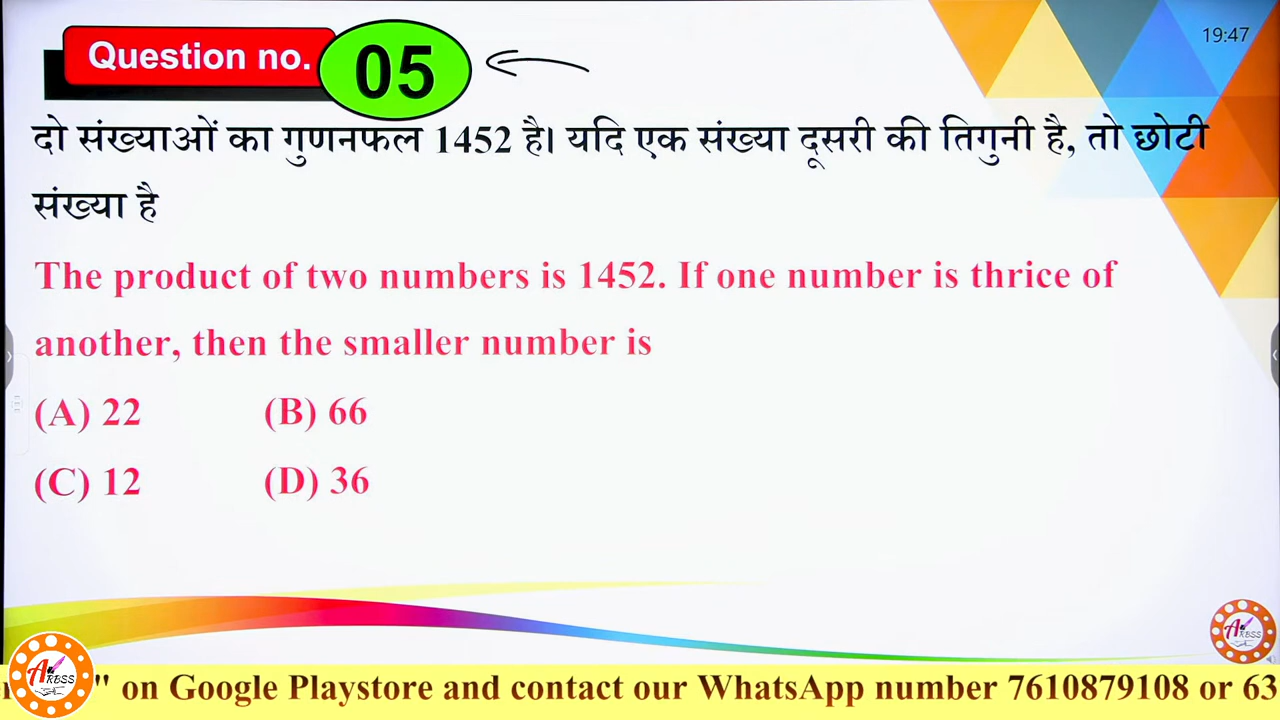 Question no.
05
19:47
दो संख्याओं का गुणनफल 1452 है। यदि एक संख्या दूसरी की तिगुनी है, तो छोटी
संख्या है
The product of two numbers is 1452. If one number is thrice of
another, then the smaller number is
(A) 22 (B) 66
(C) 12 (D) 36
A RBSS
A RBSS
" on Google Playstore and contact our WhatsApp number 7610879108 or 63